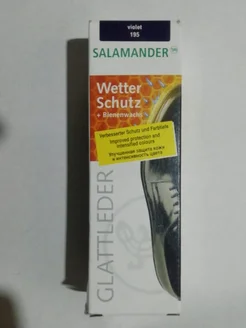 violet
195
SALAMANDER
Wetter
Schutz
+ Bienenwachs
Verbesserter Schutz und Farbtiefe
Improved protection and
intensified colours
Улучшенная защита кожи
и интенсивность цвета
GLATTLEDER